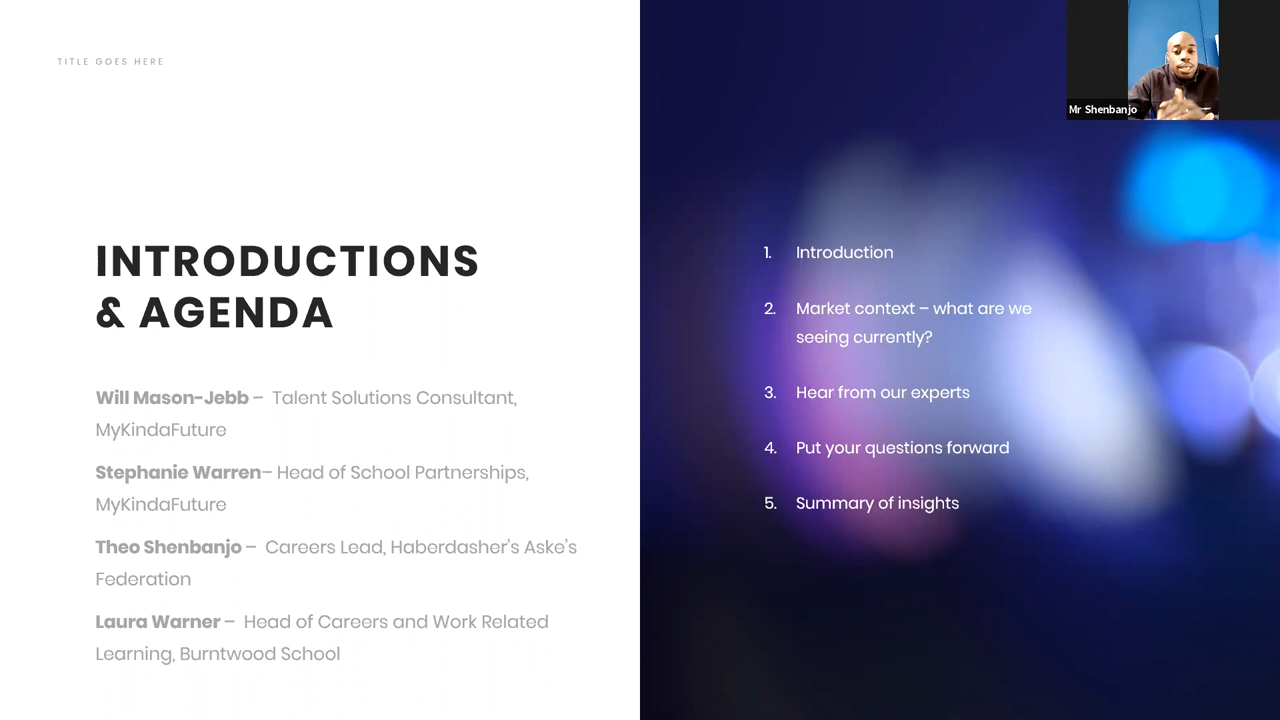 TITLE GOES HERE
Mr Shenbanjo
INTRODUCTIONS
& AGENDA
Will Mason-Jebb – Talent Solutions Consultant,
MyKindaFuture
Stephanie Warren– Head of School Partnerships,
MyKindaFuture
Theo Shenbanjo – Careers Lead, Haberdasher's Aske's
Federation
Laura Warner – Head of Careers and Work Related
Learning, Burntwood School
1. Introduction
2. Market context – what are we
seeing currently?
3. Hear from our experts
4. Put your questions forward
5. Summary of insights